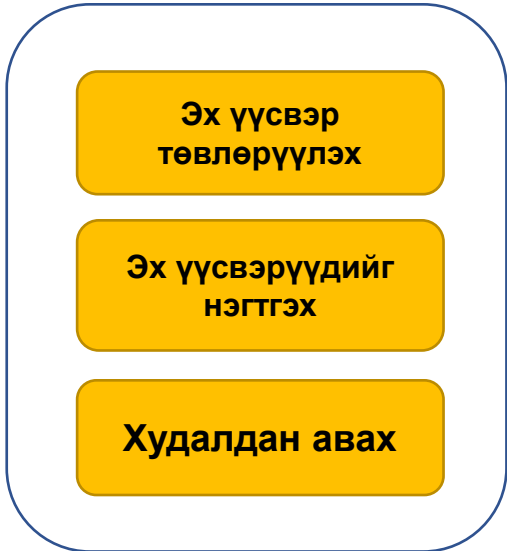 Эх үүсвэр
төвлөрүүлэх
Эх үүсвэрүүдийг
нэгтгэх
Худалдан авах